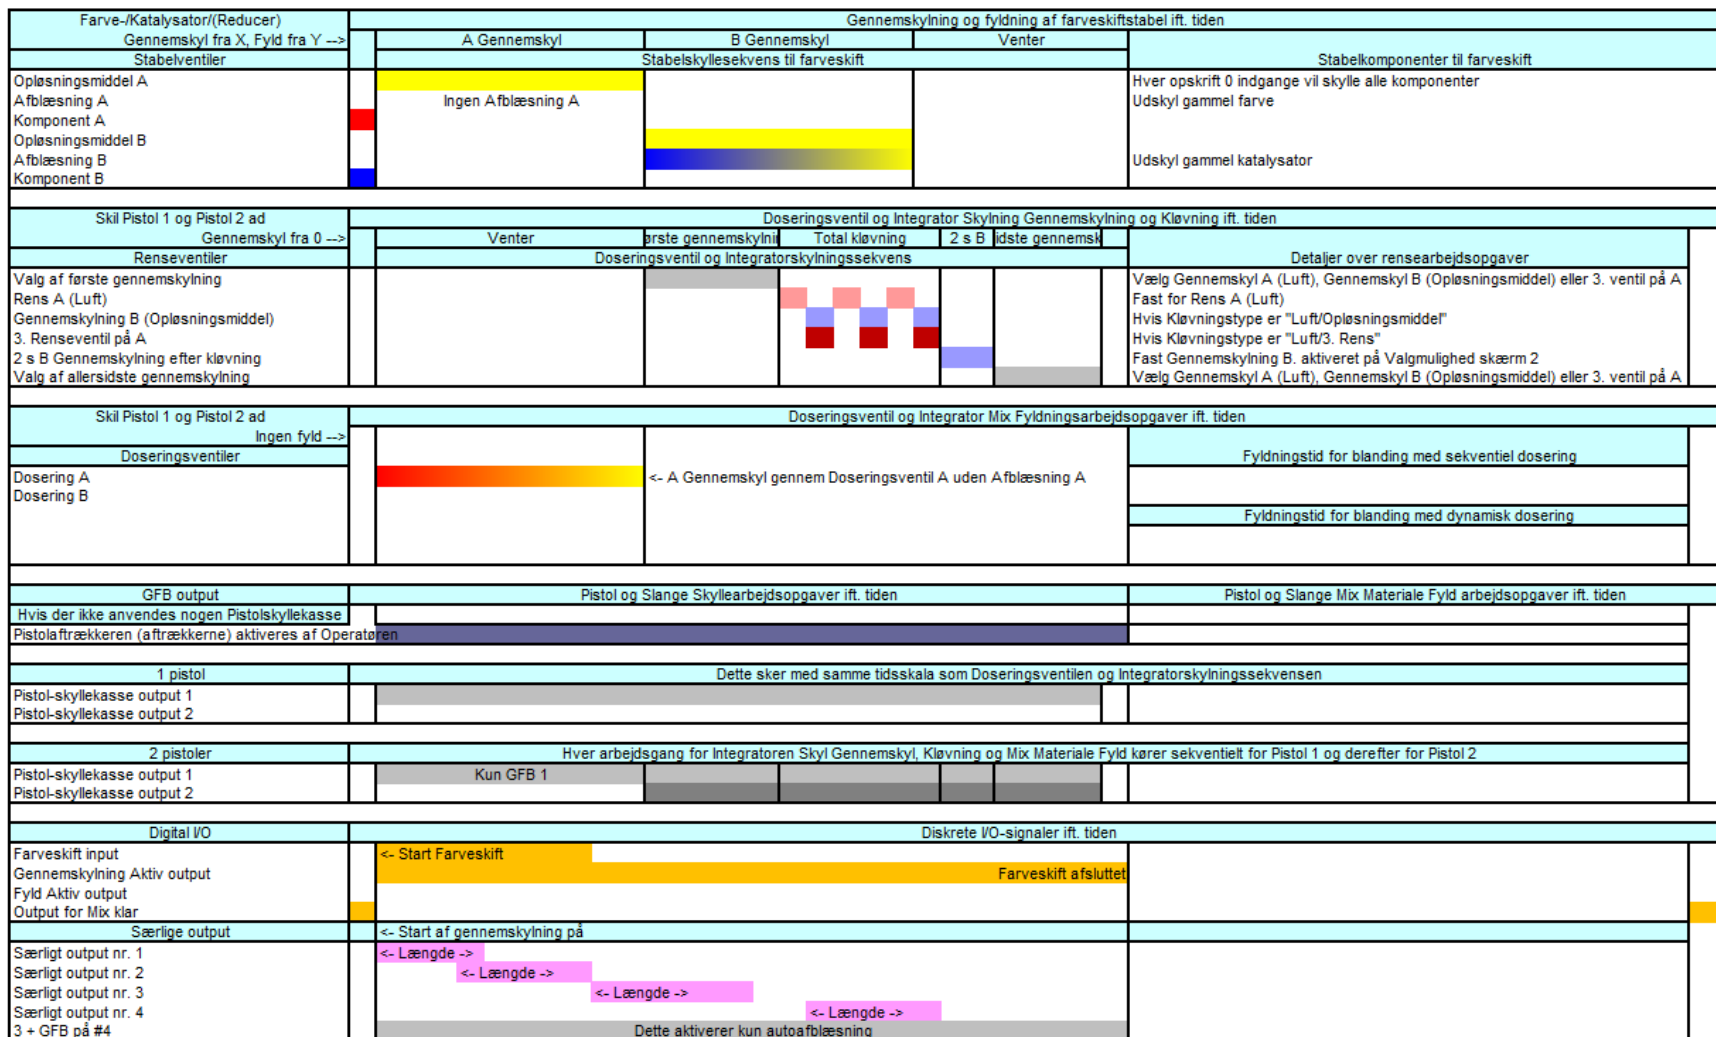 Farve-/Katalysator/(Reducer)
Gennemskylning og fyldning af farveskiftstabel ift. tiden
Gennemskyl fra X, Fyld fra Y -->
A Gennemskyl
B Gennemskyl
Venter
Stabelventiler
Stabelskyllesekvens til farveskift
Stabelkomponenter til farveskift
Opløsningsmiddel A
Hver opskrift 0 indgange vil skylle alle komponenter
Afblæsning A
Ingen Afblæsning A
Udskyl gammel farve
Komponent A
Opløsningsmiddel B
Afblæsning B
Udskyl gammel katalysator
Komponent B
Skil Pistol 1 og Pistol 2 ad
Doseringsventil og Integrator Skylning Gennemskylning og Kløvning ift. tiden
Gennemskyl fra 0 -->
Venter
ørste gennemskylni
Total kløvning
2 s B
idste gennemsk
Renseventiler
Doseringsventil og Integratorskylningssekvens
Detaljer over rensearbejdsopgaver
Valg af første gennemskylning
Vælg Gennemskyl A (Luft), Gennemskyl B (Opløsningsmiddel) eller 3. ventil på A
Rens A (Luft)
Fast for Rens A (Luft)
Gennemskylning B (Opløsningsmiddel)
Hvis Kløvningstype er "Luft/Opløsningsmiddel"
3. Renseventil på A
Hvis Kløvningstype er "Luft/3. Rens"
2 s B Gennemskylning efter kløvning
Fast Gennemskylning B. aktiveret på Valgmulighed skærm 2
Valg af allersidste gennemskylning
Vælg Gennemskyl A (Luft), Gennemskyl B (Opløsningsmiddel) eller 3. ventil på A
Skil Pistol 1 og Pistol 2 ad
Doseringsventil og Integrator Mix Fyldningsarbejdsopgaver ift. tiden
Ingen fyld -->
Doseringsventiler
Fyldningstid for blanding med sekventiel dosering
Dosering A
<- A Gennemskyl gennem Doseringsventil A uden Afblæsning A
Dosering B
Fyldningstid for blanding med dynamisk dosering
GFB output
Pistol og Slange Skyllearbejdsopgaver ift. tiden
Pistol og Slange Mix Materiale Fyld arbejdsopgaver ift. tiden
Hvis der ikke anvendes nogen Pistolskyllekasse
Pistolaftrækkeren (aftrækkerne) aktiveres af Operatøren
1 pistol
Dette sker med samme tidsskala som Doseringsventilen og Integratorskylningssekvensen
Pistol-skyllekasse output 1
Pistol-skyllekasse output 2
2 pistoler
Hver arbejdsgang for Integratoren Skyl Gennemskyl, Kløvning og Mix Materiale Fyld kører sekventielt for Pistol 1 og derefter for Pistol 2
Pistol-skyllekasse output 1
Kun GFB 1
Pistol-skyllekasse output 2
Digital I/O
Diskrete I/O-signaler ift. tiden
Farveskift input
<- Start Farveskift
Gennemskylning Aktiv output
Farveskift afsluttet
Fyld Aktiv output
Output for Mix klar
Særlige output
<- Start af gennemskylning på
Særligt output nr. 1
<- Længde ->
Særligt output nr. 2
<- Længde ->
Særligt output nr. 3
<- Længde ->
Særligt output nr. 4
<- Længde ->
3 + GFB på #4
Dette aktiverer kun autoafblæsning